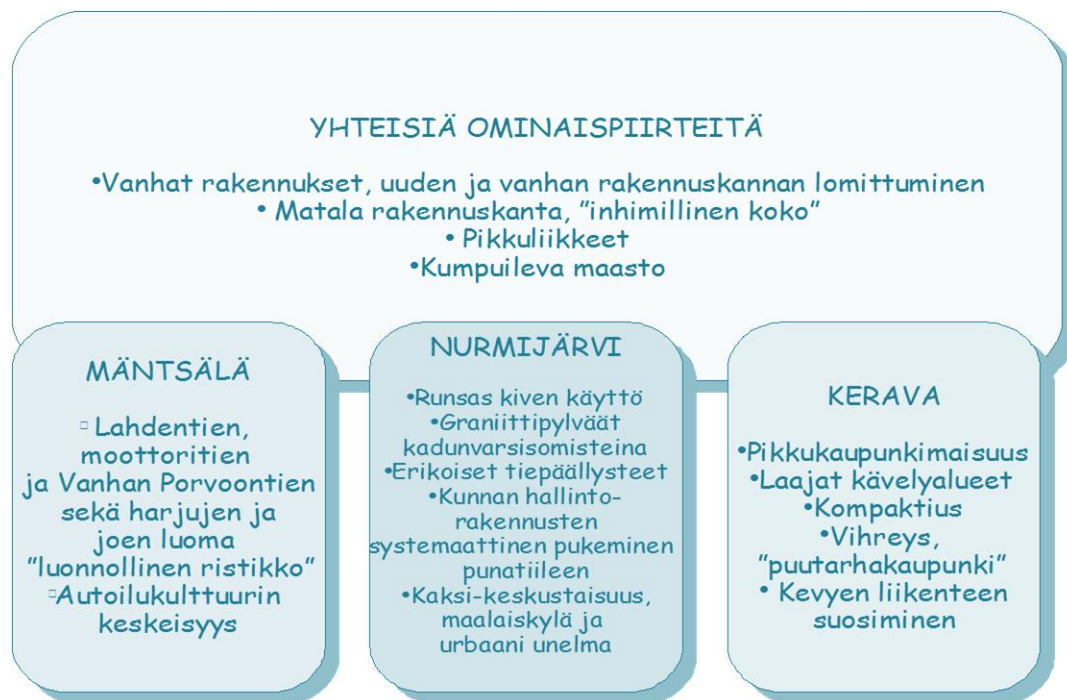 YHTEISIÄ OMINAISPIIRTEITÄ
•Vanhat rakennukset, uuden ja vanhan rakennuskannan lomittuminen
• Matala rakennuskanta, ”inhimillinen koko”
• Pikkuliikkeet
•Kumpuileva maasto
MÄNTSÄLÄ
□ Lahdentien,
moottoritien
ja Vanhan Porvoontien
sekä harjujen ja
joen luoma
”luonnollinen ristikko”
□Autoilukulttuurin
keskeisyys
NURMIJÄRVI
•Runsas kiven käyttö
•Graniittipylväät
kadunvarsisomisteina
•Erikoiset tiepäällysteet
•Kunnan hallinto-
rakennusten
systemaattinen pukeminen
punatiileen
•Kaksi-keskustaisuus,
maalaiskylä ja
urbaani unelma
KERAVA
•Pikkukaupunkimaisuus
•Laajat kävelyalueet
•Kompaktius
•Vihreys,
”puutarhakaupunki”
• Kevyen liikenteen
suosiminen